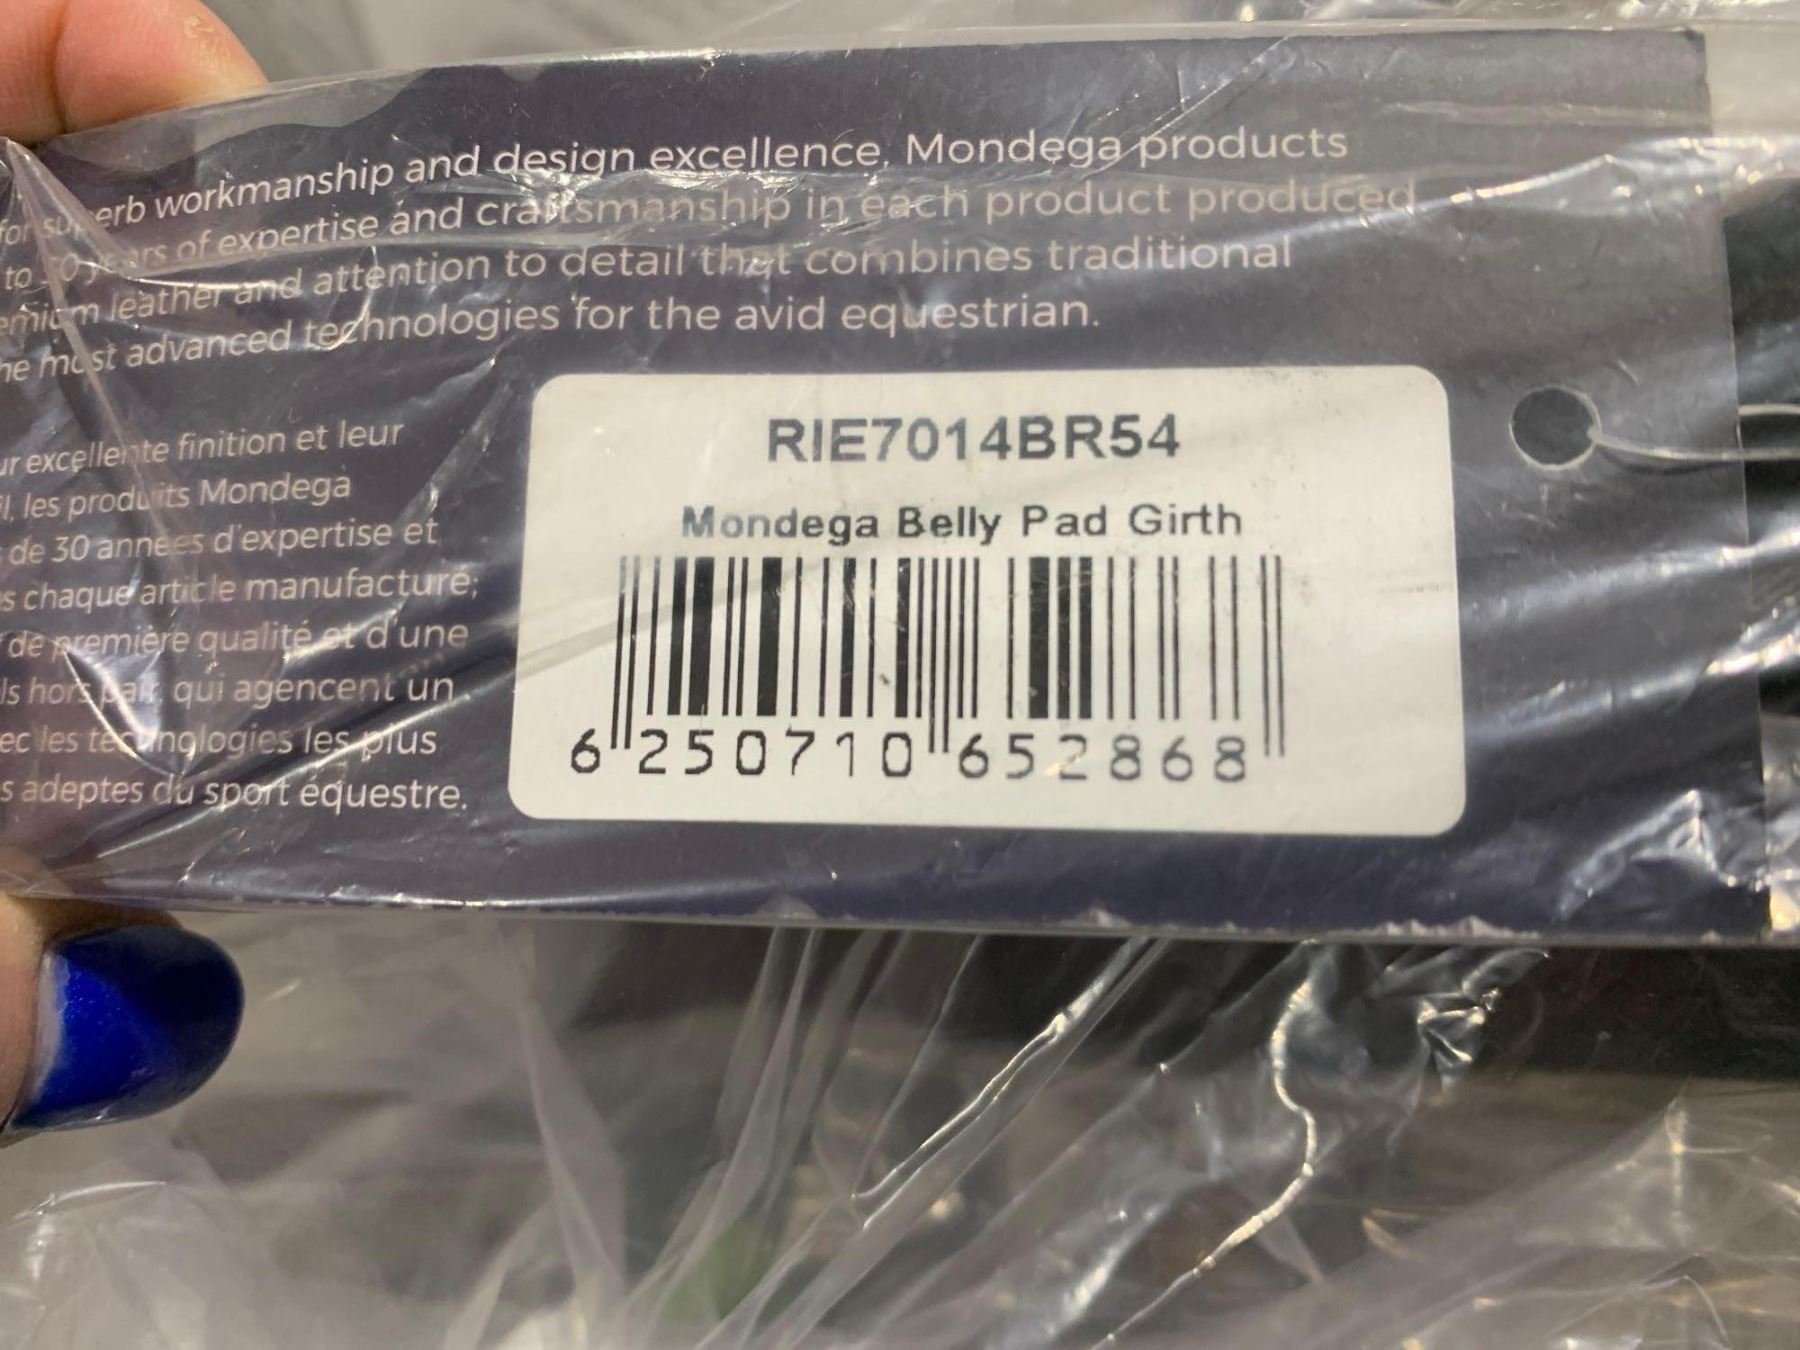 for superb workmanship and design excellence, Mondega products
to 30 years of expertise and craftsmanship in each product produced
leather and attention to detail that combines traditional
most advanced technologies for the avid equestrian.
excellente finition et leur
les produits Mondega
de 30 années d'expertise et
chaque article manufacturé;
de première qualité et d'une
hors pair, qui agencent un
les technologies les plus
adeptes du sport équestre.
RIE7014BR54
Mondega Belly Pad Girth
6 250710 652868